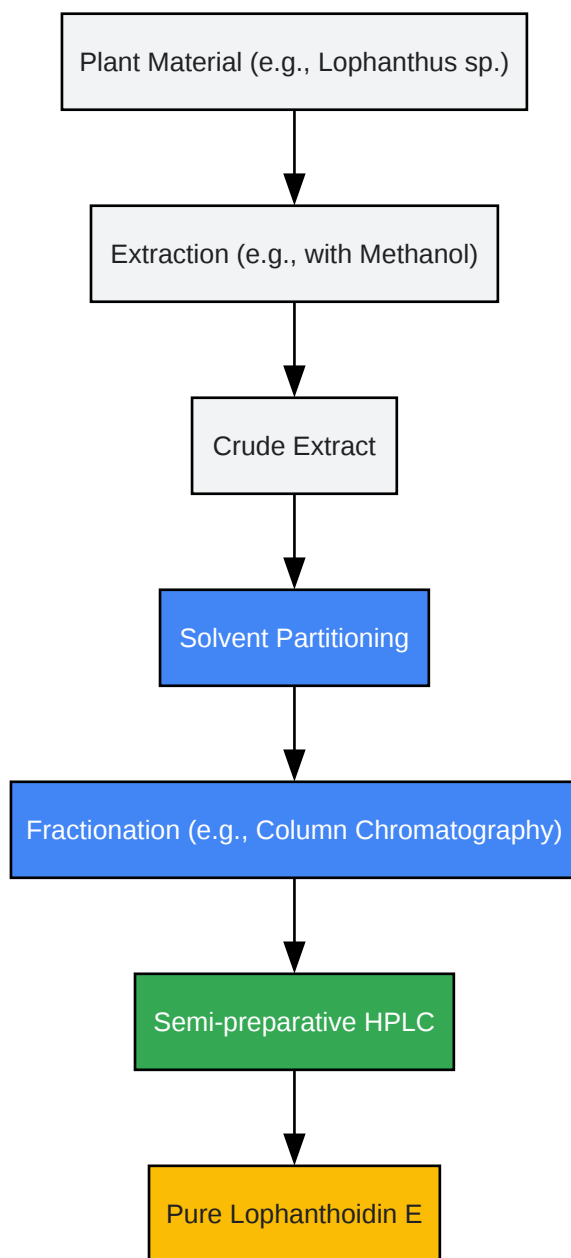 Plant Material (e.g., Lophanthus sp.)
Extraction (e.g., with Methanol)
Crude Extract
Solvent Partitioning
Fractionation (e.g., Column Chromatography)
Semi-preparative HPLC
Pure Lophanthoidin E